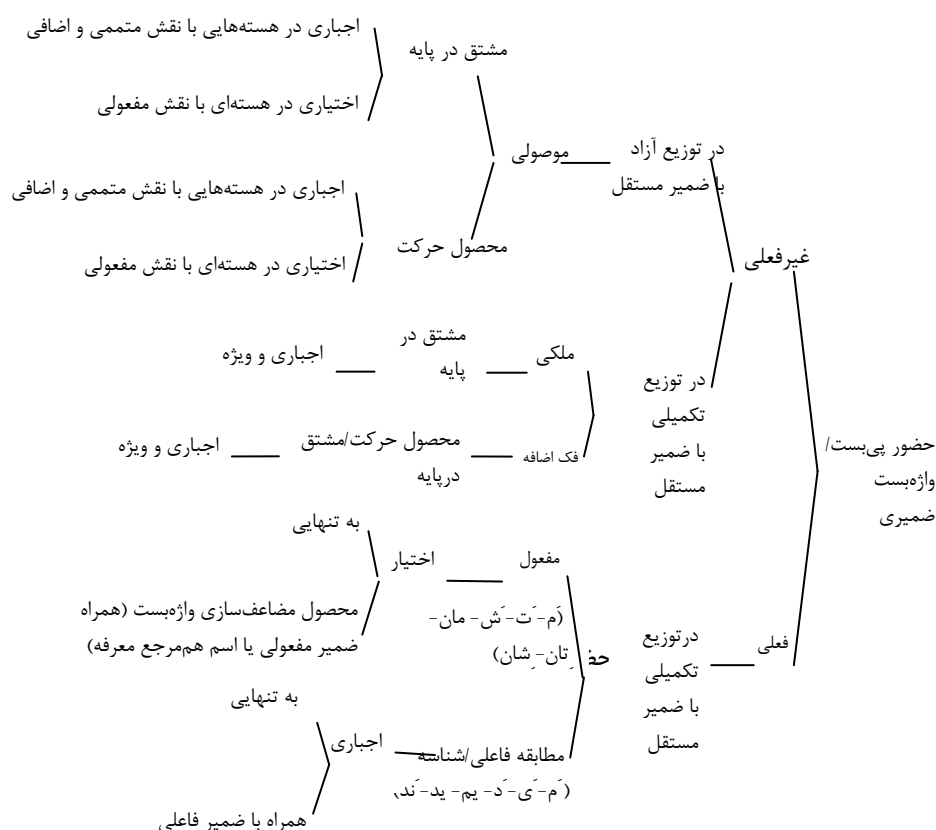 اجباری در هسته‌هایی با نقش متممی و اضافی
مشتق در پایه
اختیاری در هسته‌ای با نقش مفعولی
در توزیع آزاد
با ضمیر مستقل
موصولی
اجباری در هسته‌هایی با نقش متممی و اضافی
محصول حرکت
اختیاری در هسته‌ای با نقش مفعولی
غیرفعلی
مشتق در
پایه
ملکی
اجباری و ویژه
در توزیع
تکمیلی
با ضمیر
مستقل
محصول حرکت/مشتق
درپایه
فک اضافه
اجباری و ویژه
حضور پی‌بست/
واژه‌بست
ضمیری
به تنهایی
اختیار
مفعول
محصول مضاعف‌سازی واژه‌بست (همراه
ضمیر مفعولی یا اسم هم‌مرجع معرفه)
(َم- َت- َش- مان-
ِتان- ِشان)
حض
درتوزیع
تکمیلی
با ضمیر
مستقل
فعلی
به تنهایی
اجباری
مطابقه فاعلی/شناسه
(َم- َی- َد- یم- ید- َند،
همراه با ضمیر فاعلی